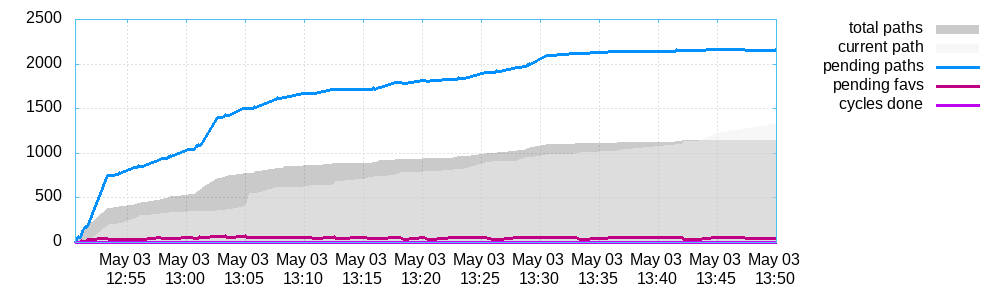 2500
2000
1500
1000
500
0
May 03 May 03 May 03 May 03 May 03 May 03 May 03 May 03 May 03 May 03 May 03 May 03
12:55 13:00 13:05 13:10 13:15 13:20 13:25 13:30 13:35 13:40 13:45 13:50
total paths
current path
pending paths
pending favs
cycles done